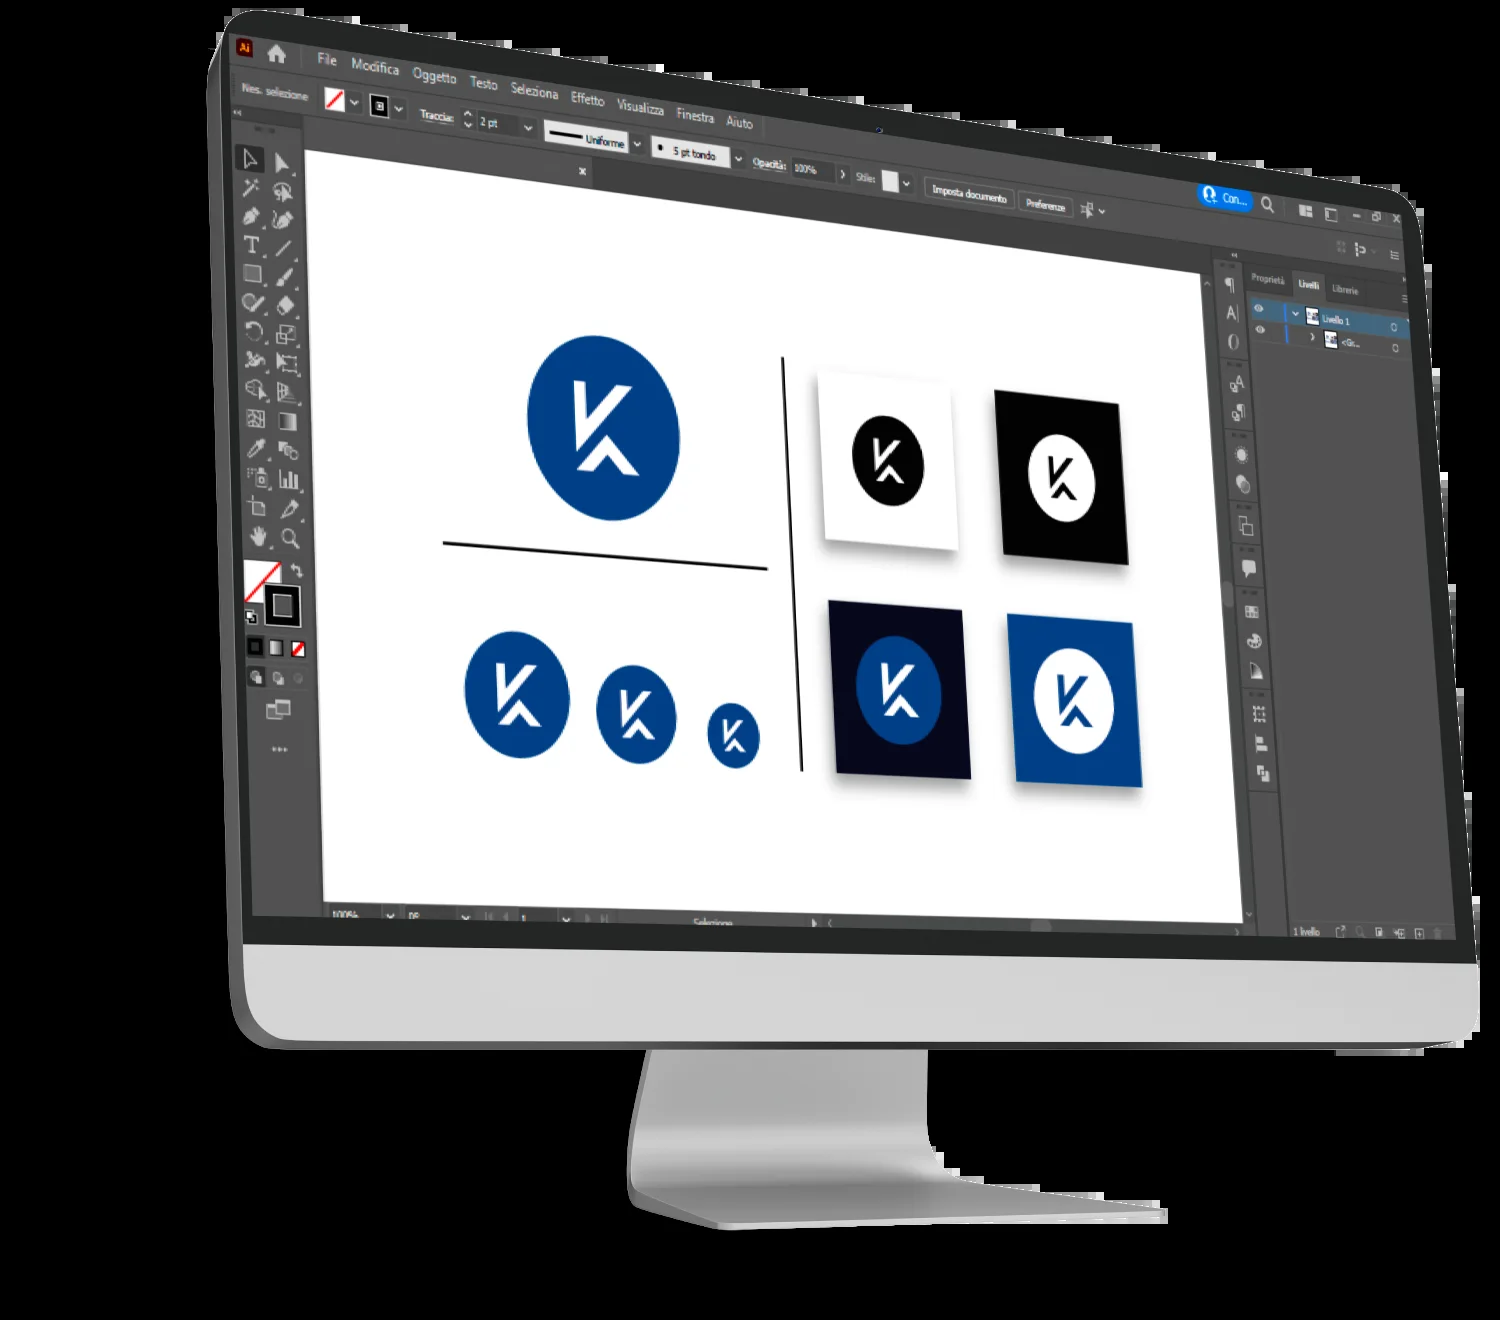 Ai File Modifica Oggetto Testo Seleziona Effetto Visualizza Finestra Aiuto
Con...
Nes. selezione Traccia: 2 pt Uniforme 5 pt tondo Opacità: 100% Stile: Imposta documento Preferenze
Proprietà Livelli Librerie
Livello 1
<Gr...
100% 0° 1 Selezione
1 livello